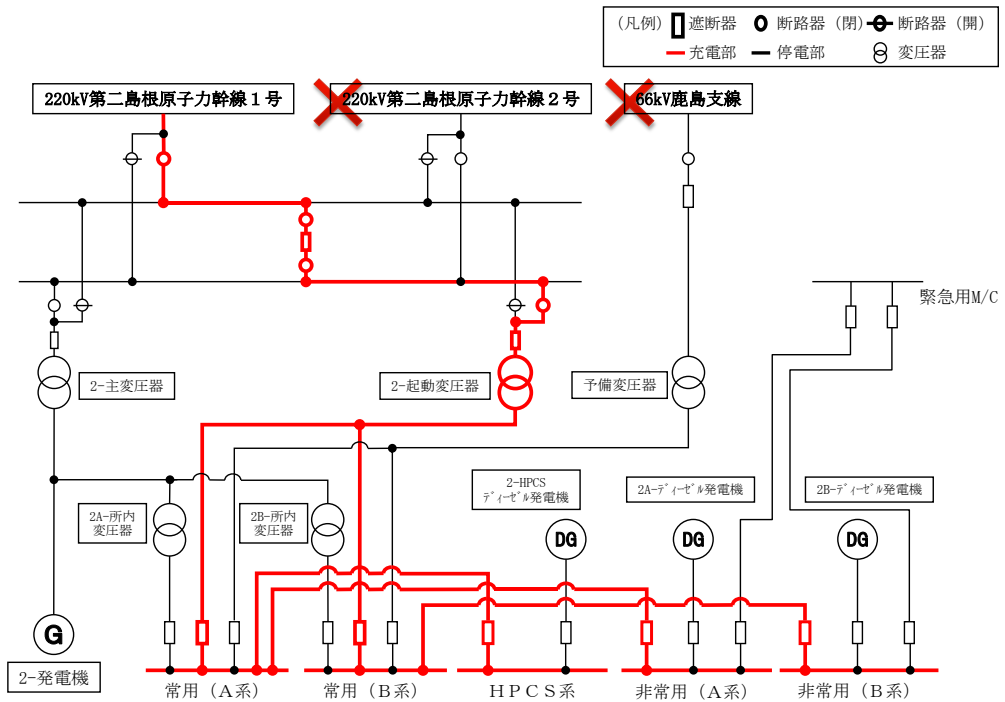 (凡例) 遮断器 断路器(閉) 断路器(開)
充電部 停電部 変圧器
220kV第二島根原子力幹線1号
220kV第二島根原子力幹線2号
66kV鹿島支線
緊急用M/C
2-主変圧器
2-起動変圧器
予備変圧器
2-HPCS
ディーゼル発電機
2A-ディーゼル発電機
2B-ディーゼル発電機
2A-所内
変圧器
2B-所内
変圧器
DG
DG
DG
G
2-発電機
常用(A系)
常用(B系)
HPCS系
非常用(A系)
非常用(B系)